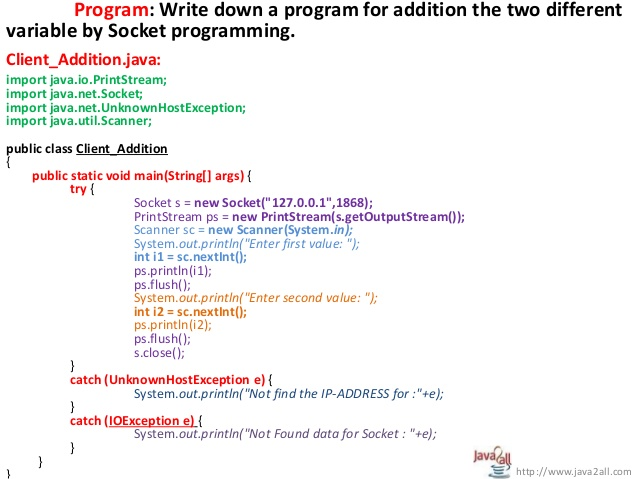 Program: Write down a program for addition the two different
variable by Socket programming.
Client_Addition.java:
import java.io.PrintStream;
import java.net.Socket;
import java.net.UnknownHostException;
import java.util.Scanner;
public class Client_Addition
{
public static void main(String[] args) {
try {
Socket s = new Socket("127.0.0.1",1868);
PrintStream ps = new PrintStream(s.getOutputStream());
Scanner sc = new Scanner(System.in);
System.out.println("Enter first value: ");
int i1 = sc.nextInt();
ps.println(i1);
ps.flush();
System.out.println("Enter second value: ");
int i2 = sc.nextInt();
ps.println(i2);
ps.flush();
s.close();
}
catch (UnknownHostException e) {
System.out.println("Not find the IP-ADDRESS for :"+e);
}
catch (IOException e) {
System.out.println("Not Found data for Socket : "+e);
}
}
}
Java2all
http://www.java2all.com